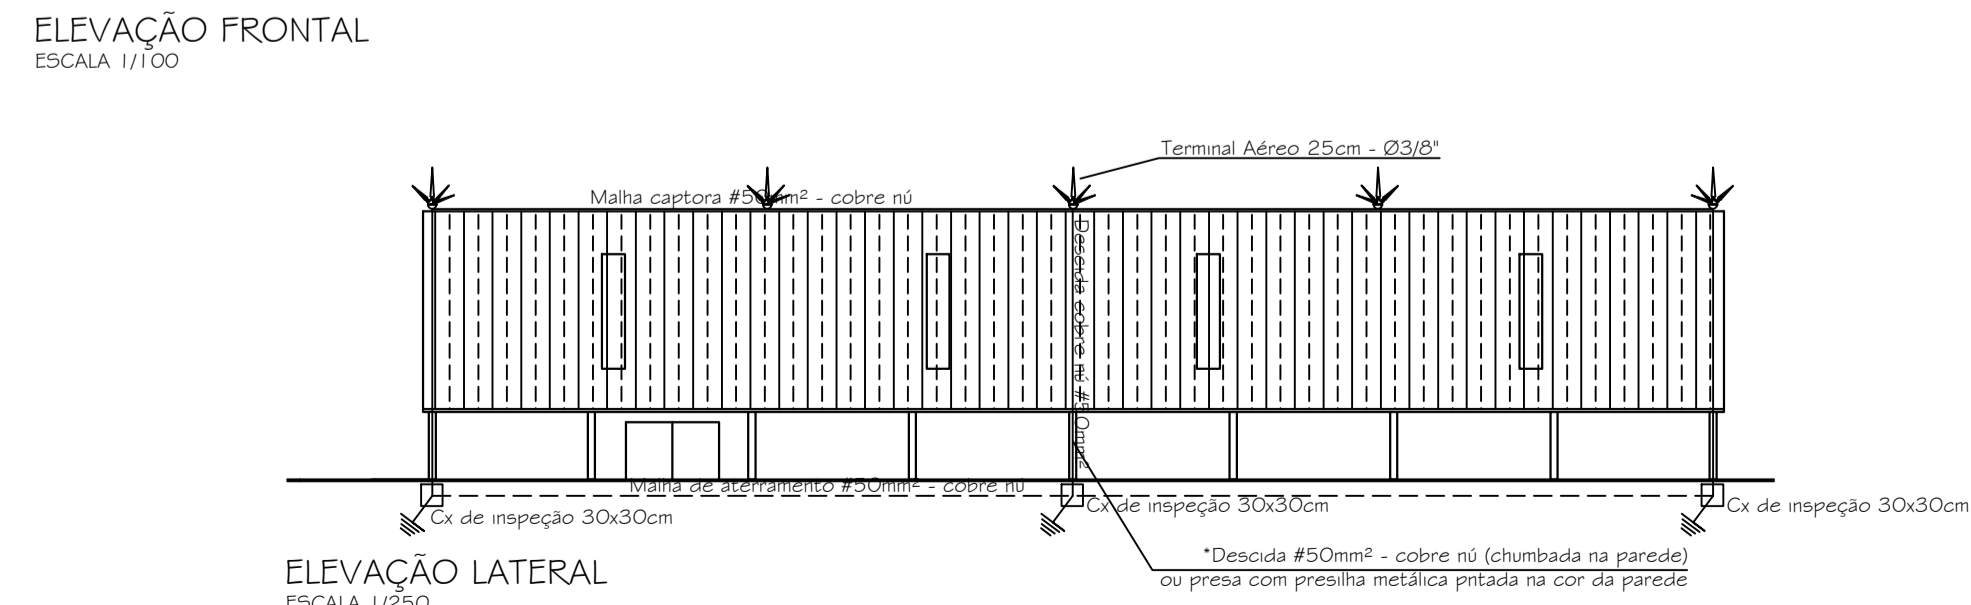 ELEVAÇÃO FRONTAL
ESCALA 1/100
Terminal Aéreo 25cm - Ø3/8"
Malha captora #50mm² - cobre nú
Descida cobre nú #50mm²
Malha de aterramento #50mm² - cobre nú
Cx de inspeção 30x30cm
Cx de inspeção 30x30cm
Cx de inspeção 30x30cm
*Descida #50mm² - cobre nú (chumbada na parede)
ou presa com presilha metálica pntada na cor da parede
ELEVAÇÃO LATERAL
ESCALA 1/250